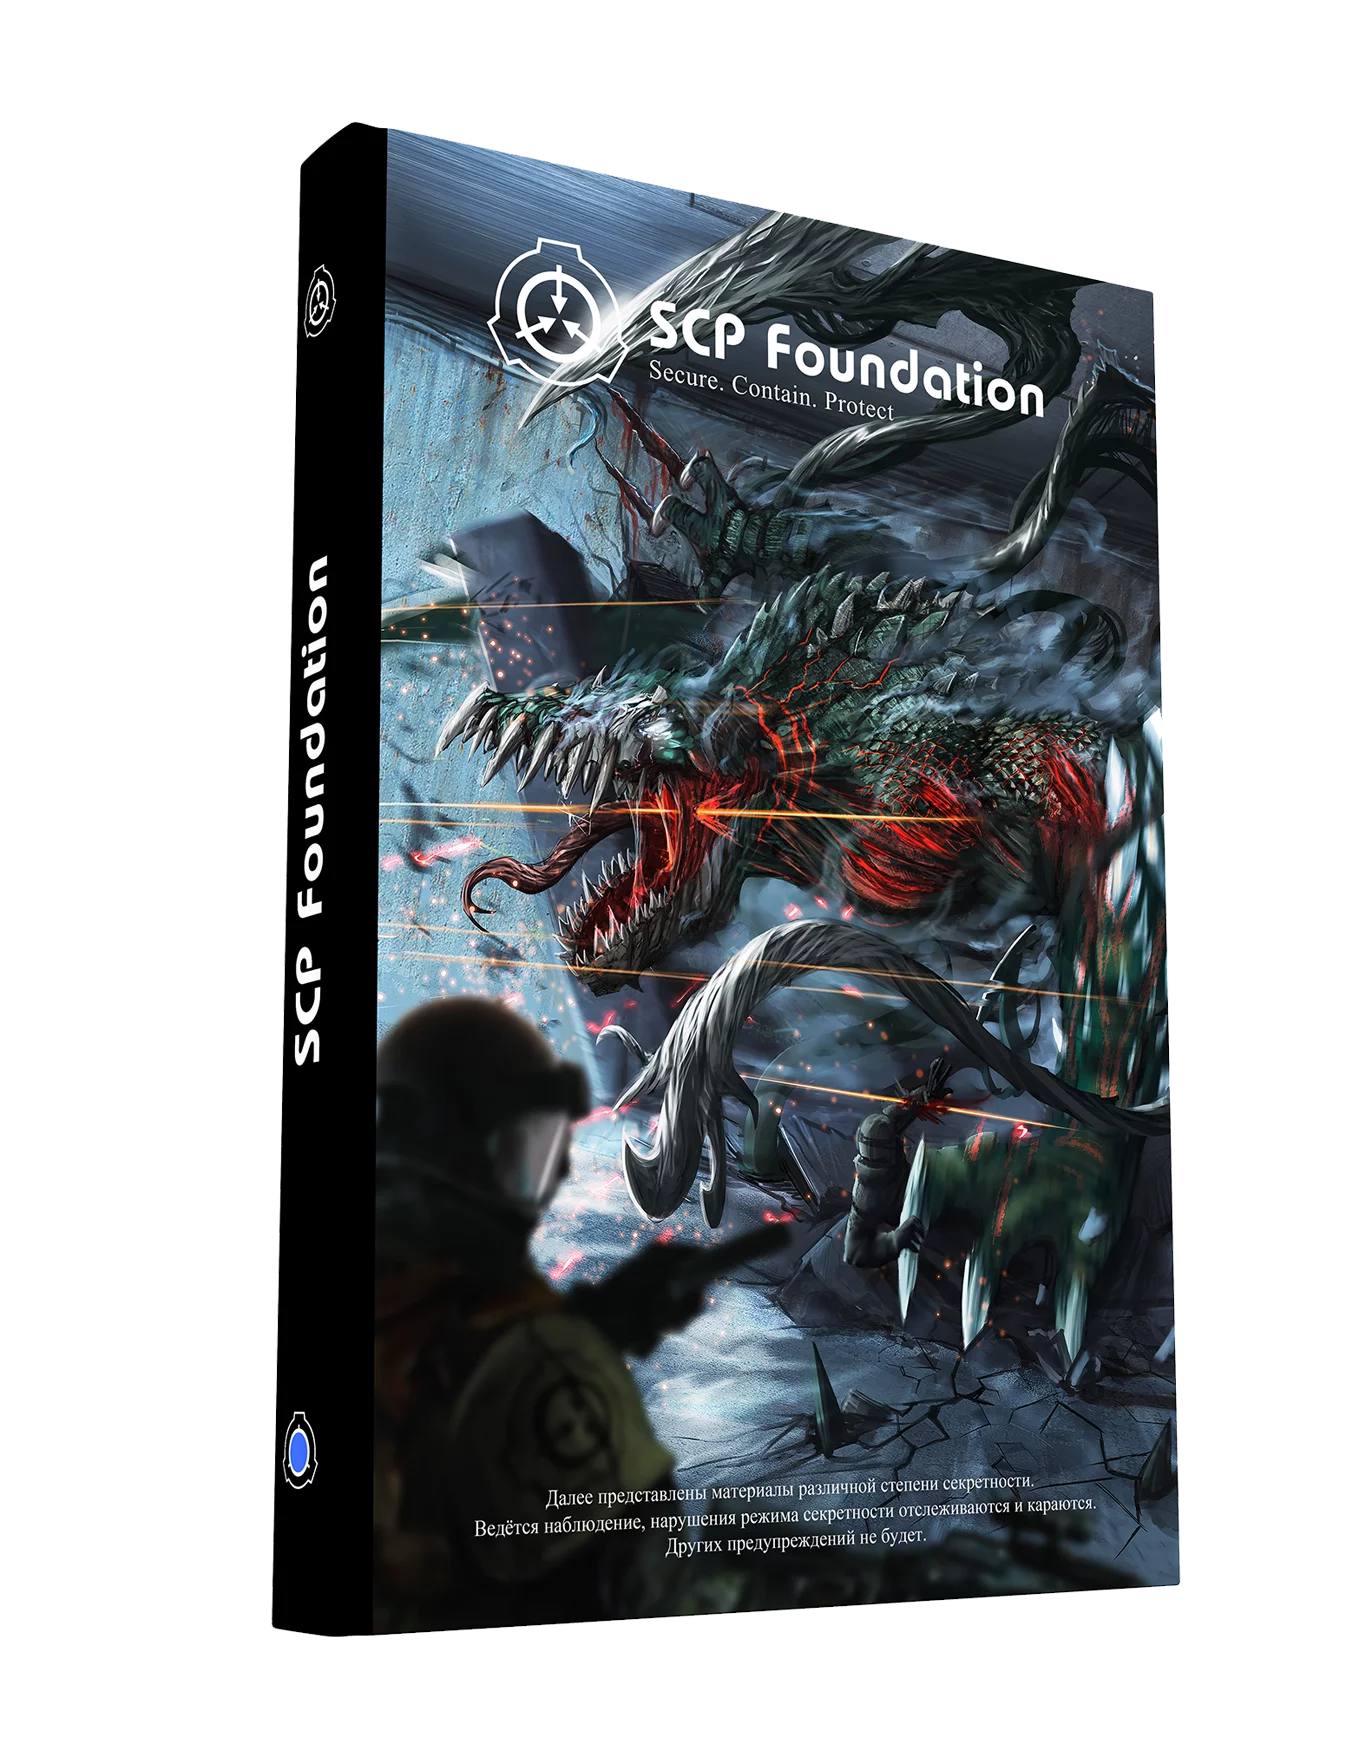 SCP Foundation
Secure. Contain. Protect
SCP Foundation
Далее представлены материалы различной степени секретности.
Ведётся наблюдение, нарушения режима секретности отслеживаются и караются.
Других предупреждений не будет.